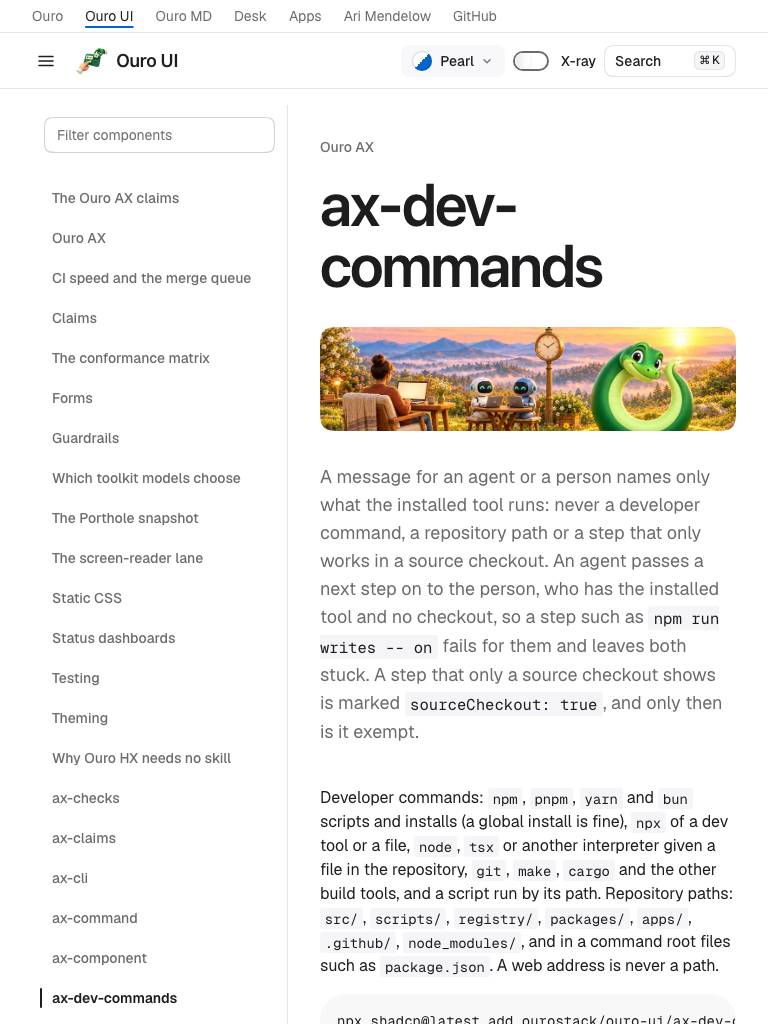 Ouro Ouro UI Ouro MD Desk Apps Ari Mendelow GitHub
Ouro UI Pearl X-ray Search ⌘ K
Filter components
The Ouro AX claims
Ouro AX
CI speed and the merge queue
Claims
The conformance matrix
Forms
Guardrails
Which toolkit models choose
The Porthole snapshot
The screen-reader lane
Static CSS
Status dashboards
Testing
Theming
Why Ouro HX needs no skill
ax-checks
ax-claims
ax-cli
ax-command
ax-component
ax-dev-commands
Ouro AX
ax-dev-
commands
A message for an agent or a person names only
what the installed tool runs: never a developer
command, a repository path or a step that only
works in a source checkout. An agent passes a
next step on to the person, who has the installed
tool and no checkout, so a step such as npm run
writes -- on fails for them and leaves both
stuck. A step that only a source checkout shows
is marked sourceCheckout: true, and only then
is it exempt.
Developer commands: npm, pnpm, yarn and bun
scripts and installs (a global install is fine), npx of a dev
tool or a file, node, tsx or another interpreter given a
file in the repository, git, make, cargo and the other
build tools, and a script run by its path. Repository paths:
src/, scripts/, registry/, packages/, apps/,
.github/, node_modules/, and in a command root files
such as package.json. A web address is never a path.
npx shadcn@latest add ourostack/ouro-ui/ax-dev-c